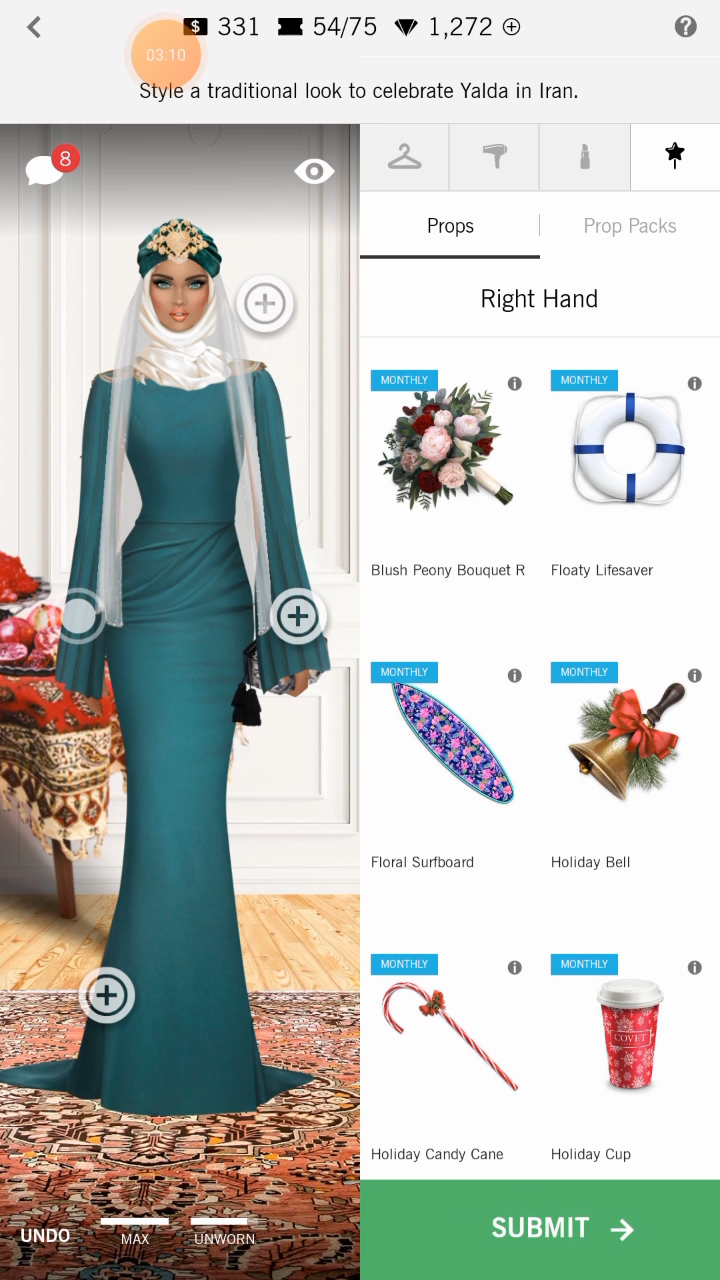 $ 331 54/75 1,272
03:10
Style a traditional look to celebrate Yalda in Iran.
8
Props
Prop Packs
Right Hand
MONTHLY
MONTHLY
Blush Peony Bouquet R
Floaty Lifesaver
MONTHLY
MONTHLY
Floral Surfboard
Holiday Bell
MONTHLY
MONTHLY
COVET
Holiday Candy Cane
Holiday Cup
UNDO
MAX
UNWORN
SUBMIT